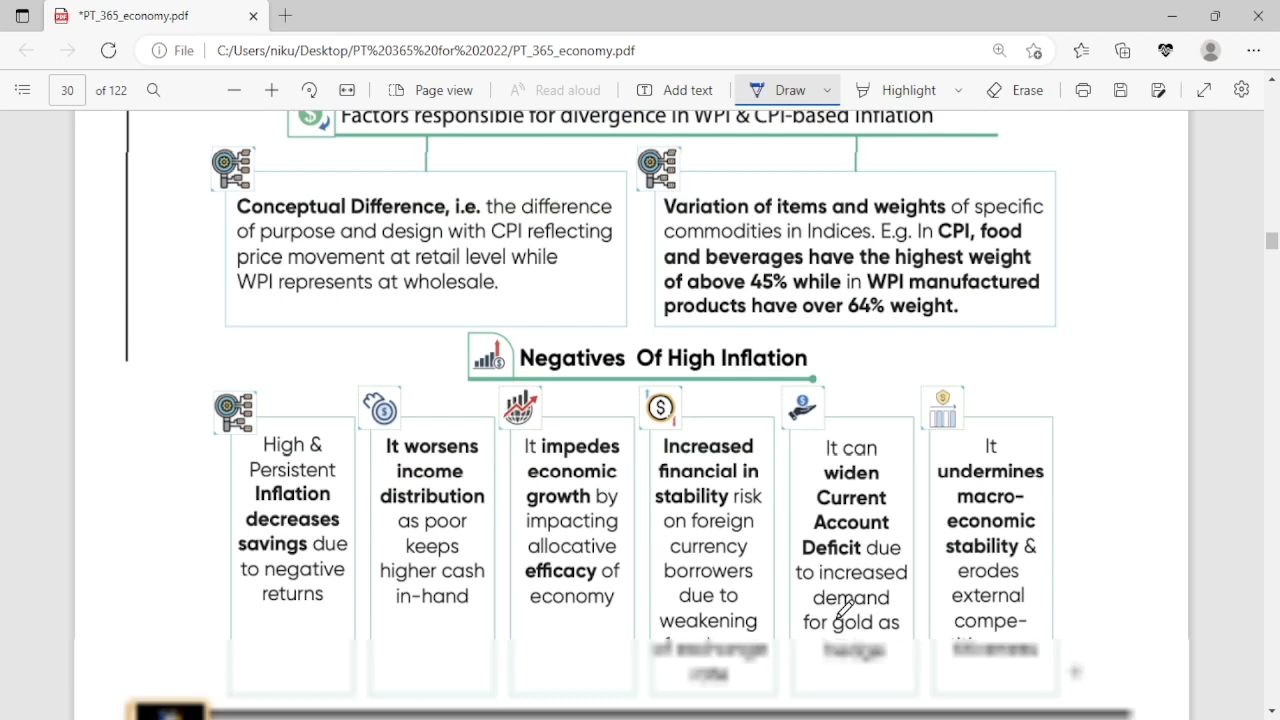 *PT_365_economy.pdf
File
C:/Users/niku/Desktop/PT%20365%20for%202022/PT_365_economy.pdf
30 of 122
Page view
Read aloud
Add text
Draw
Highlight
Erase
Factors responsible for divergence in WPI & CPI-based Inflation
Conceptual Difference, i.e. the difference
of purpose and design with CPI reflecting
price movement at retail level while
WPI represents at wholesale.
Variation of items and weights of specific
commodities in Indices. E.g. In CPI, food
and beverages have the highest weight
of above 45% while in WPI manufactured
products have over 64% weight.
Negatives Of High Inflation
High &
Persistent
Inflation
decreases
savings due
to negative
returns
It worsens
income
distribution
as poor
keeps
higher cash
in-hand
It impedes
economic
growth by
impacting
allocative
efficacy of
economy
Increased
financial in
stability risk
on foreign
currency
borrowers
due to
weakening
of exchange
rate
It can
widen
Current
Account
Deficit due
to increased
demand
for gold as
hedge
It
undermines
macro-
economic
stability &
erodes
external
compe-
titiveness